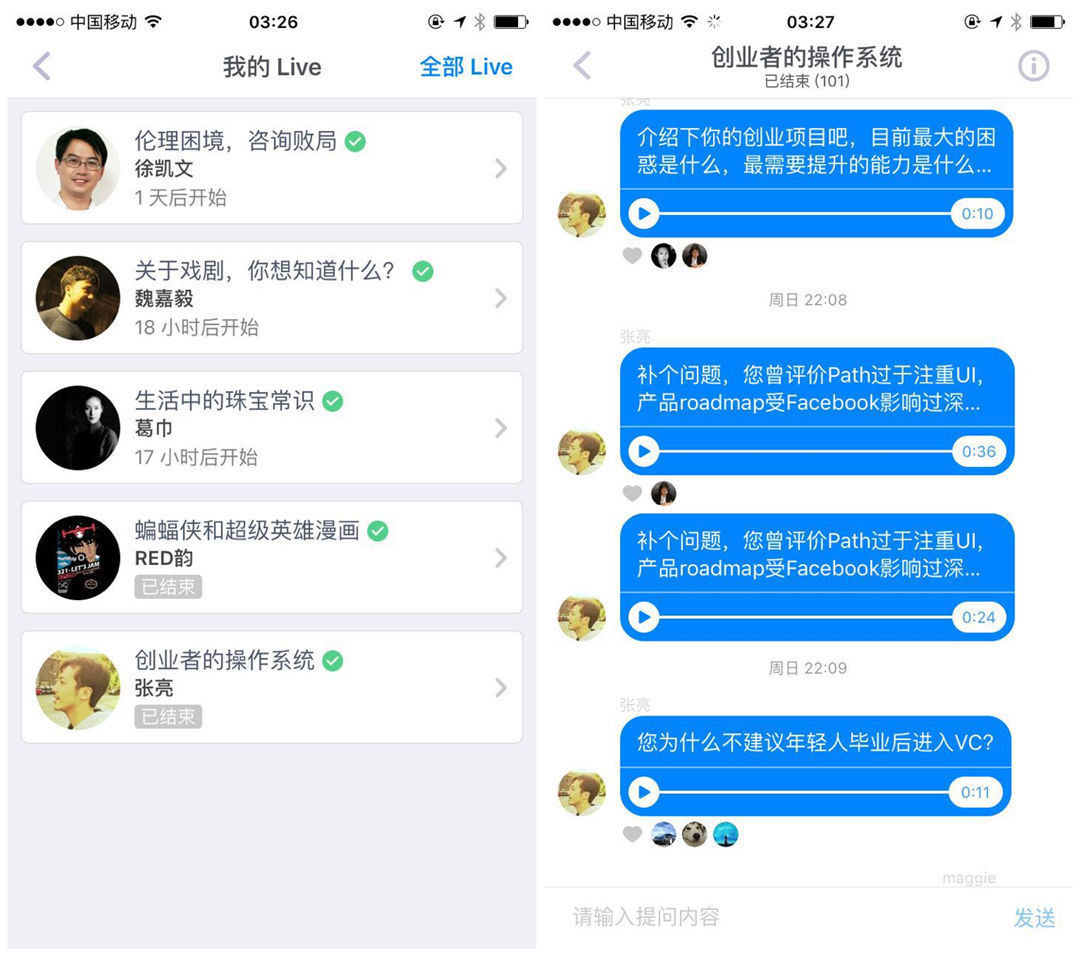 中国移动
03:26
我的 Live
全部 Live
伦理困境，咨询败局
徐凯文
1 天后开始
关于戏剧，你想知道什么？
魏嘉毅
18 小时后开始
生活中的珠宝常识
葛巾
17 小时后开始
蝙蝠侠和超级英雄漫画
RED韵
已结束
创业者的操作系统
张亮
已结束
中国移动
03:27
创业者的操作系统
已结束 (101)
张亮
介绍下你的创业项目吧，目前最大的困
惑是什么，最需要提升的能力是什么...
0:10
周日 22:08
张亮
补个问题，您曾评价Path过于注重UI,
产品roadmap受Facebook影响过深...
0:36
补个问题，您曾评价Path过于注重UI,
产品roadmap受Facebook影响过深...
0:24
周日 22:09
张亮
您为什么不建议年轻人毕业后进入VC?
0:11
maggie
请输入提问内容
发送